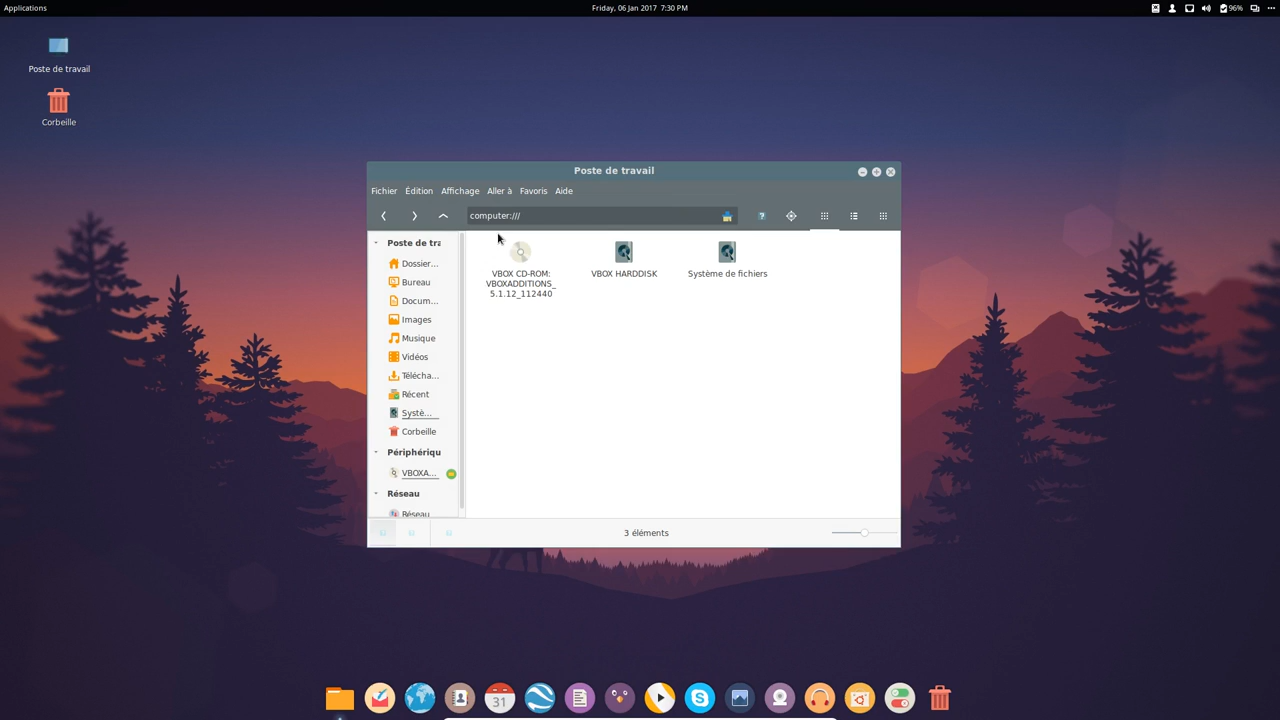 Applications
Friday, 06 Jan 2017 7:30 PM
96%
Poste de travail
Corbeille
Poste de travail
Fichier Édition Affichage Aller à Favoris Aide
computer:///
Poste de tra
Dossier...
Bureau
Docum...
Images
Musique
Vidéos
Télécha...
Récent
Systè...
Corbeille
Périphériqu
VBOXA...
Réseau
Réseau
VBOX CD-ROM:
VBOXADDITIONS_
5.1.12_112440
VBOX HARDDISK
Système de fichiers
3 éléments
31